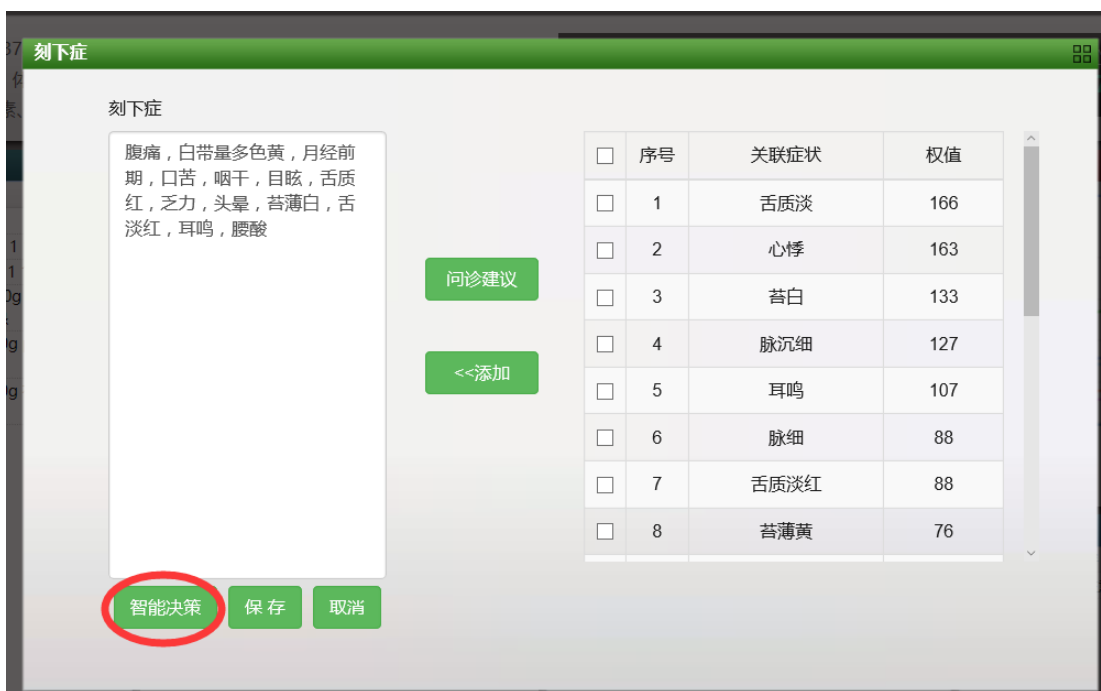 刻下症
刻下症
腹痛，白带量多色黄，月经前
期，口苦，咽干，目眩，舌质
红，乏力，头晕，苔薄白，舌
淡红，耳鸣，腰酸
问诊建议
<<添加
序号 关联症状 权值
1 舌质淡 166
2 心悸 163
3 苔白 133
4 脉沉细 127
5 耳鸣 107
6 脉细 88
7 舌质淡红 88
8 苔薄黄 76
智能决策 保 存 取消